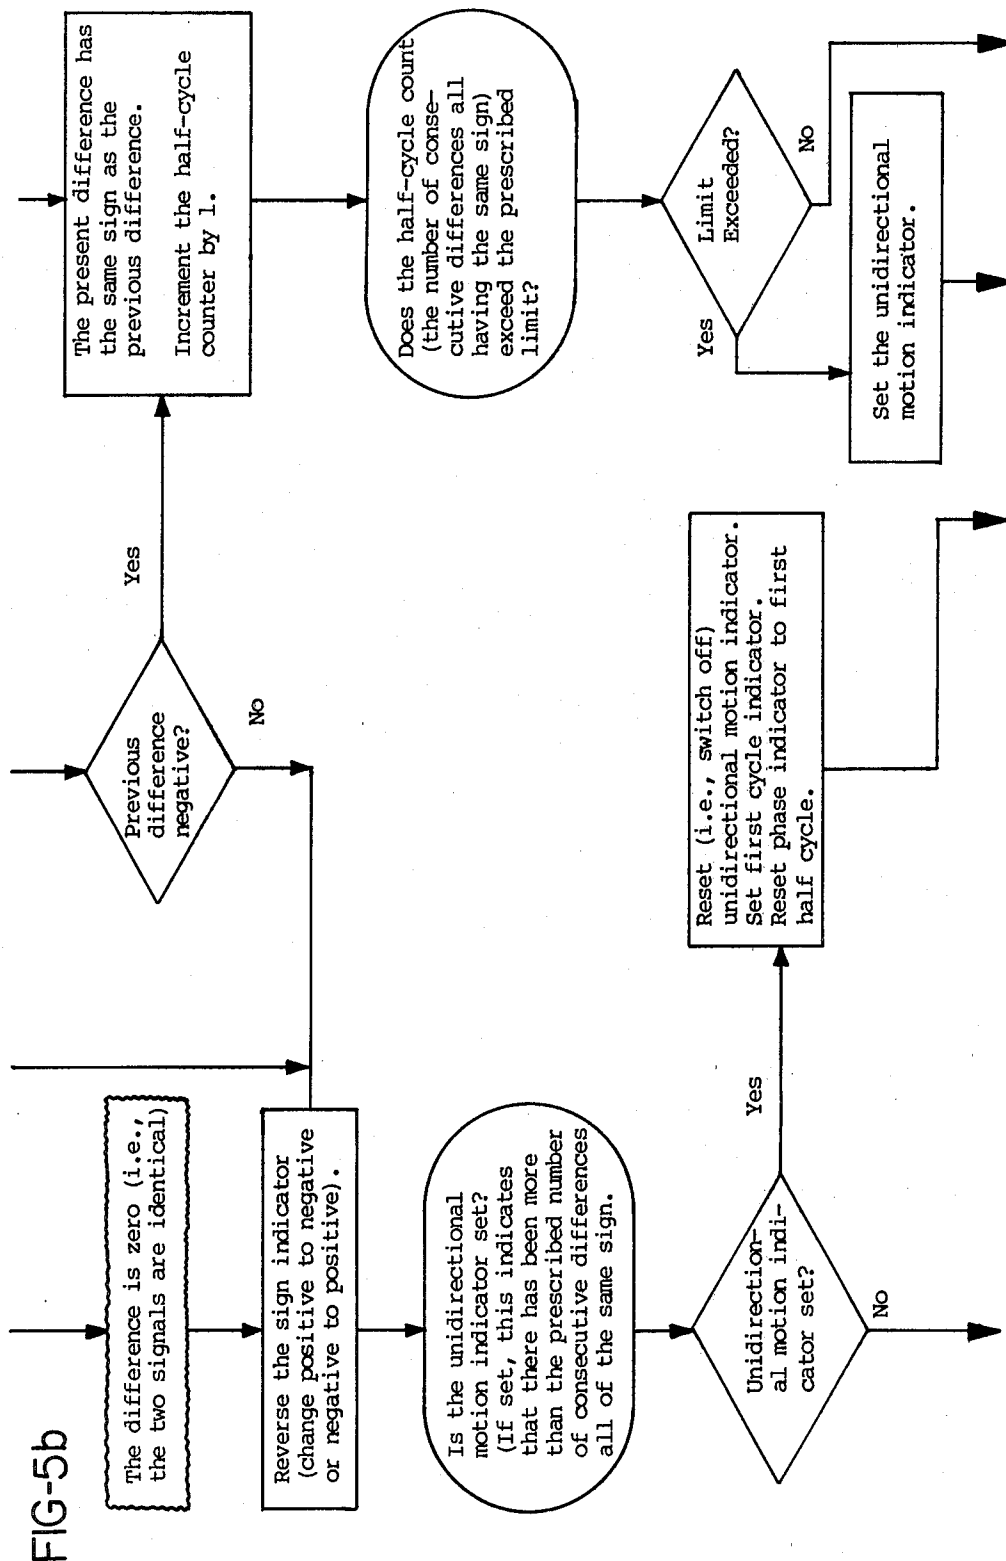 FIG-5b
The difference is zero (i.e.,
the two signals are identical)
Reverse the sign indicator
(change positive to negative
or negative to positive).
Is the unidirectional
motion indicator set?
(If set, this indicates
that there has been more
than the prescribed number
of consecutive differences
all of the same sign.
Unidirection-
al motion indi-
cator set?
Yes
No
Previous
difference
negative?
Yes
No
Reset (i.e., switch off)
unidirectional motion indicator.
Set first cycle indicator.
Reset phase indicator to first
half cycle.
The present difference has
the same sign as the
previous difference.
Increment the half-cycle
counter by 1.
Does the half-cycle count
(the number of conse-
cutive differences all
having the same sign)
exceed the prescribed
limit?
Limit
Exceeded?
Yes
No
Set the unidirectional
motion indicator.